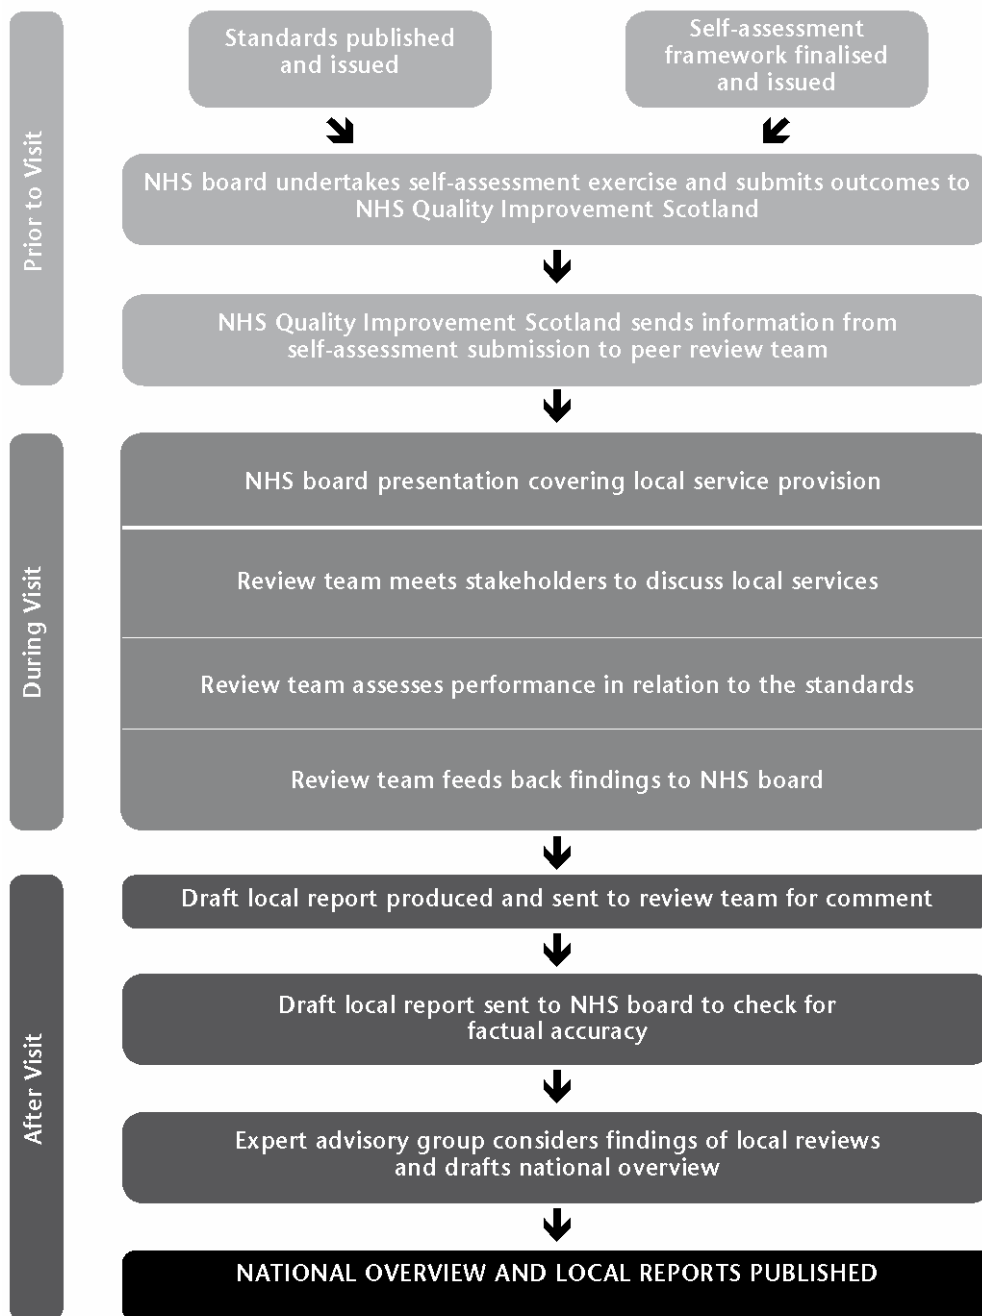 Prior to Visit
Standards published
and issued
Self-assessment
framework finalised
and issued
NHS board undertakes self-assessment exercise and submits outcomes to
NHS Quality Improvement Scotland
NHS Quality Improvement Scotland sends information from
self-assessment submission to peer review team
During Visit
NHS board presentation covering local service provision
Review team meets stakeholders to discuss local services
Review team assesses performance in relation to the standards
Review team feeds back findings to NHS board
After Visit
Draft local report produced and sent to review team for comment
Draft local report sent to NHS board to check for
factual accuracy
Expert advisory group considers findings of local reviews
and drafts national overview
NATIONAL OVERVIEW AND LOCAL REPORTS PUBLISHED